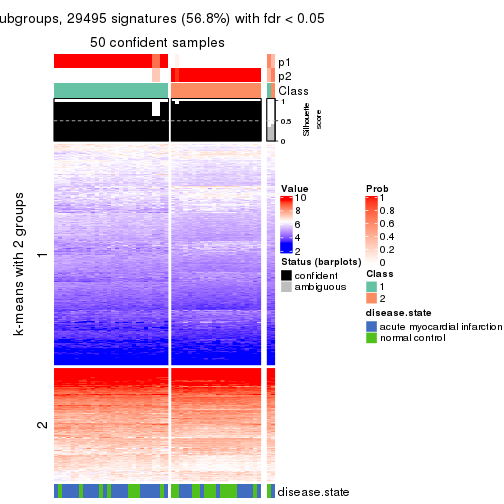 ubgroups, 29495 signatures (56.8%) with fdr < 0.05
50 confident samples
p1
p2
Class
1
0.5
0
Silhouette
score
k-means with 2 groups
1
2
disease.state
Value
10
8
6
4
2
Status (barplots)
confident
ambiguous
Prob
1
0.8
0.6
0.4
0.2
0
Class
1
2
disease.state
acute myocardial infarction
normal control